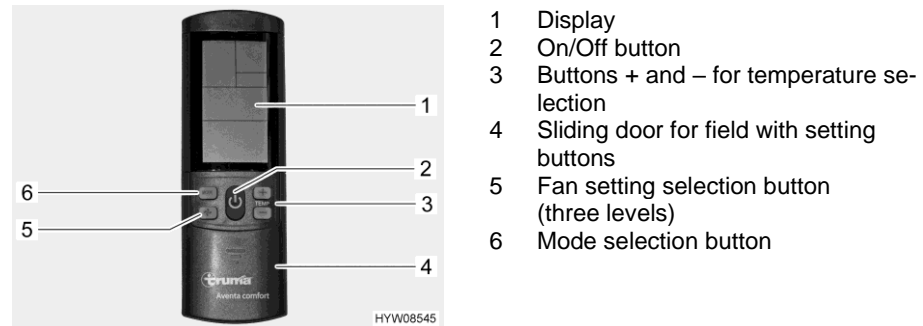 1 Display
2 On/Off button
3 Buttons + and – for temperature se-
lection
4 Sliding door for field with setting
buttons
5 Fan setting selection button
(three levels)
6 Mode selection button
1
2
6
3
5
4
TEMP
truma
Aventa comfort
HYW08545